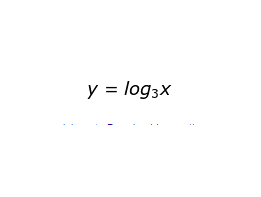 y = log₃x